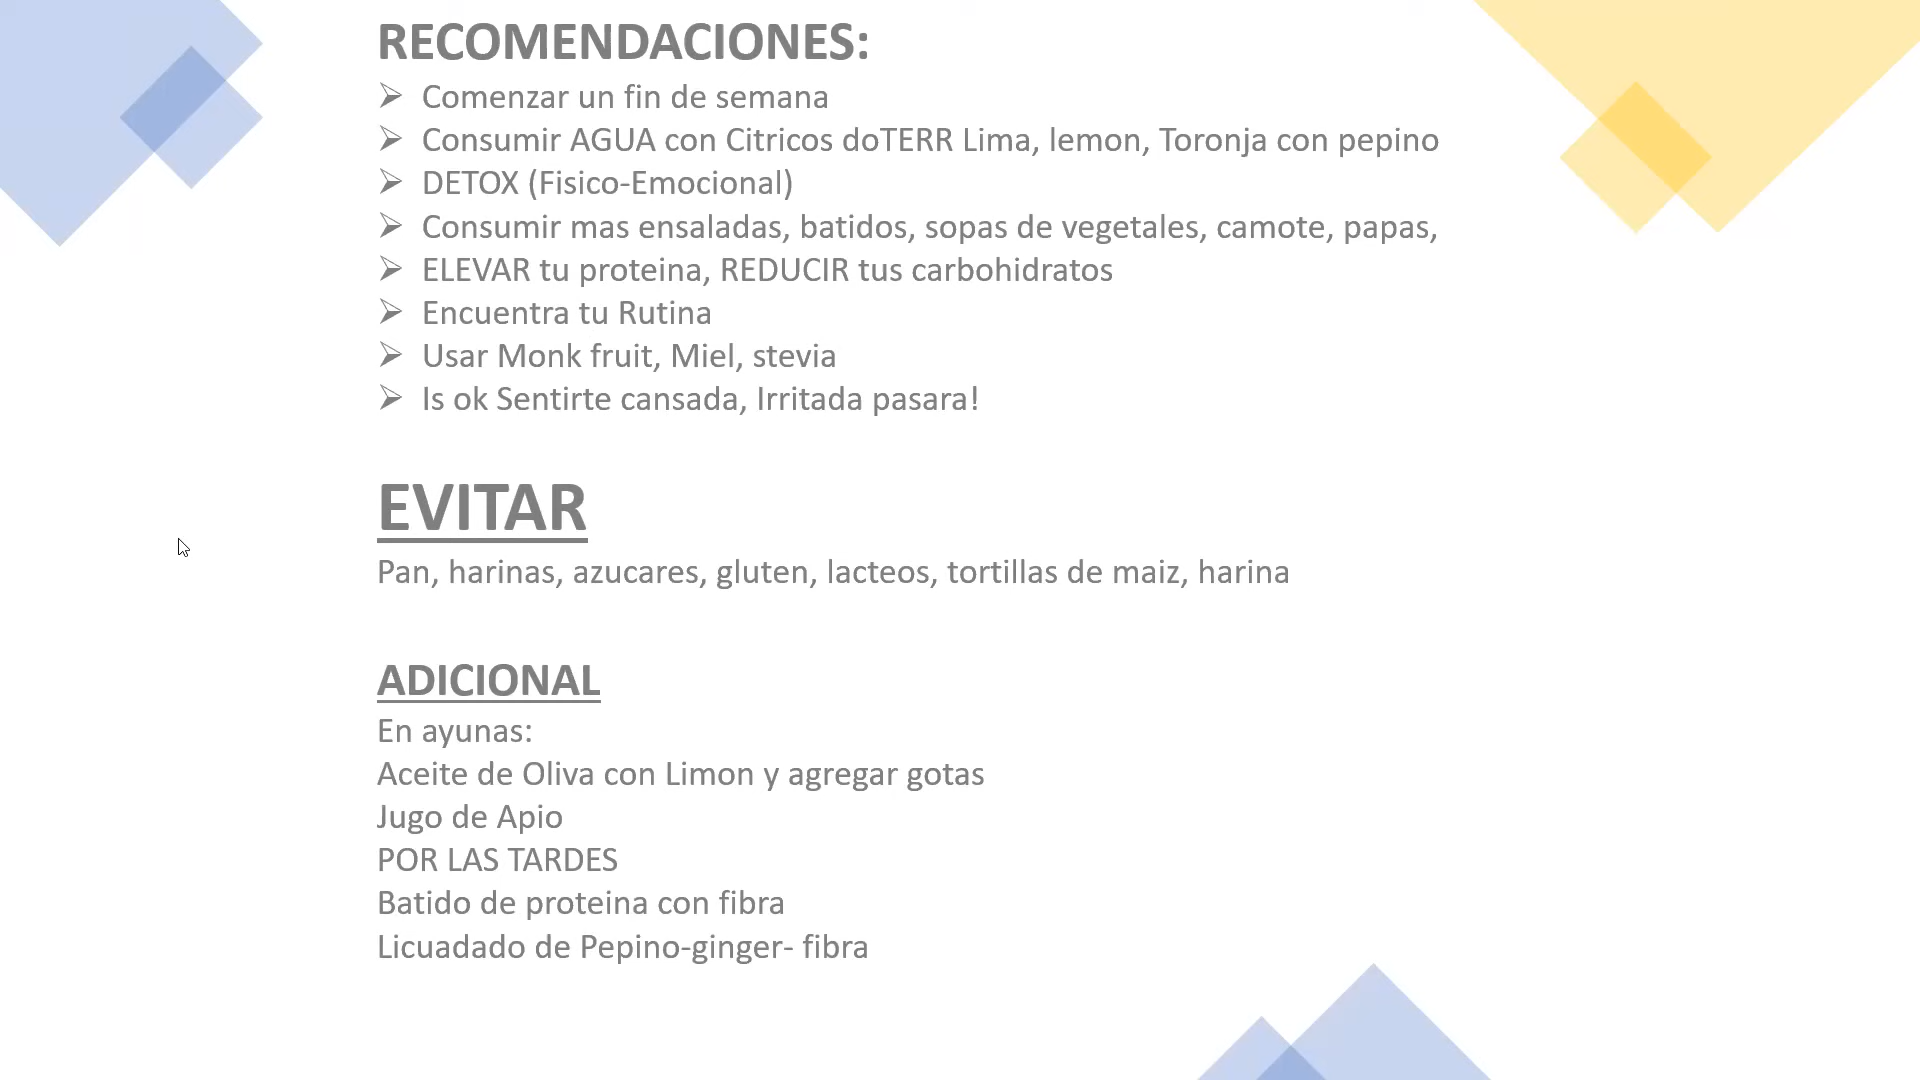 RECOMENDACIONES:
➢ Comenzar un fin de semana
➢ Consumir AGUA con Citricos doTERR Lima, lemon, Toronja con pepino
➢ DETOX (Fisico-Emocional)
➢ Consumir mas ensaladas, batidos, sopas de vegetales, camote, papas,
➢ ELEVAR tu proteina, REDUCIR tus carbohidratos
➢ Encuentra tu Rutina
➢ Usar Monk fruit, Miel, stevia
➢ Is ok Sentirte cansada, Irritada pasara!
EVITAR
Pan, harinas, azucares, gluten, lacteos, tortillas de maiz, harina
ADICIONAL
En ayunas:
Aceite de Oliva con Limon y agregar gotas
Jugo de Apio
POR LAS TARDES
Batido de proteina con fibra
Licuadado de Pepino-ginger- fibra